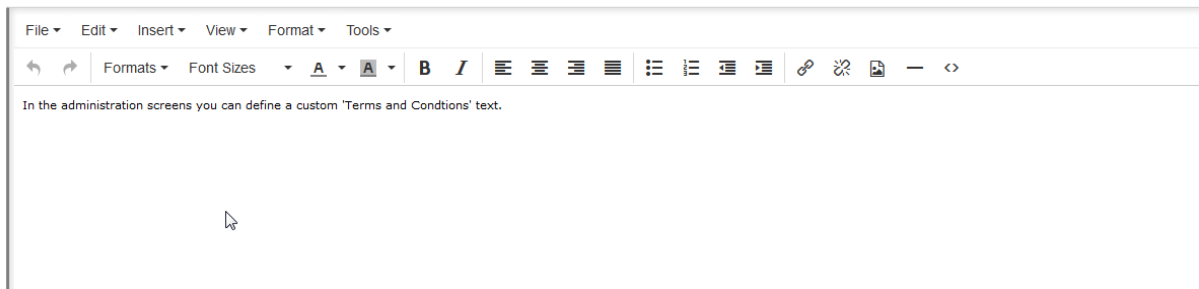 File Edit Insert View Format Tools
Formats Font Sizes A A B I
In the administration screens you can define a custom 'Terms and Condtions' text.